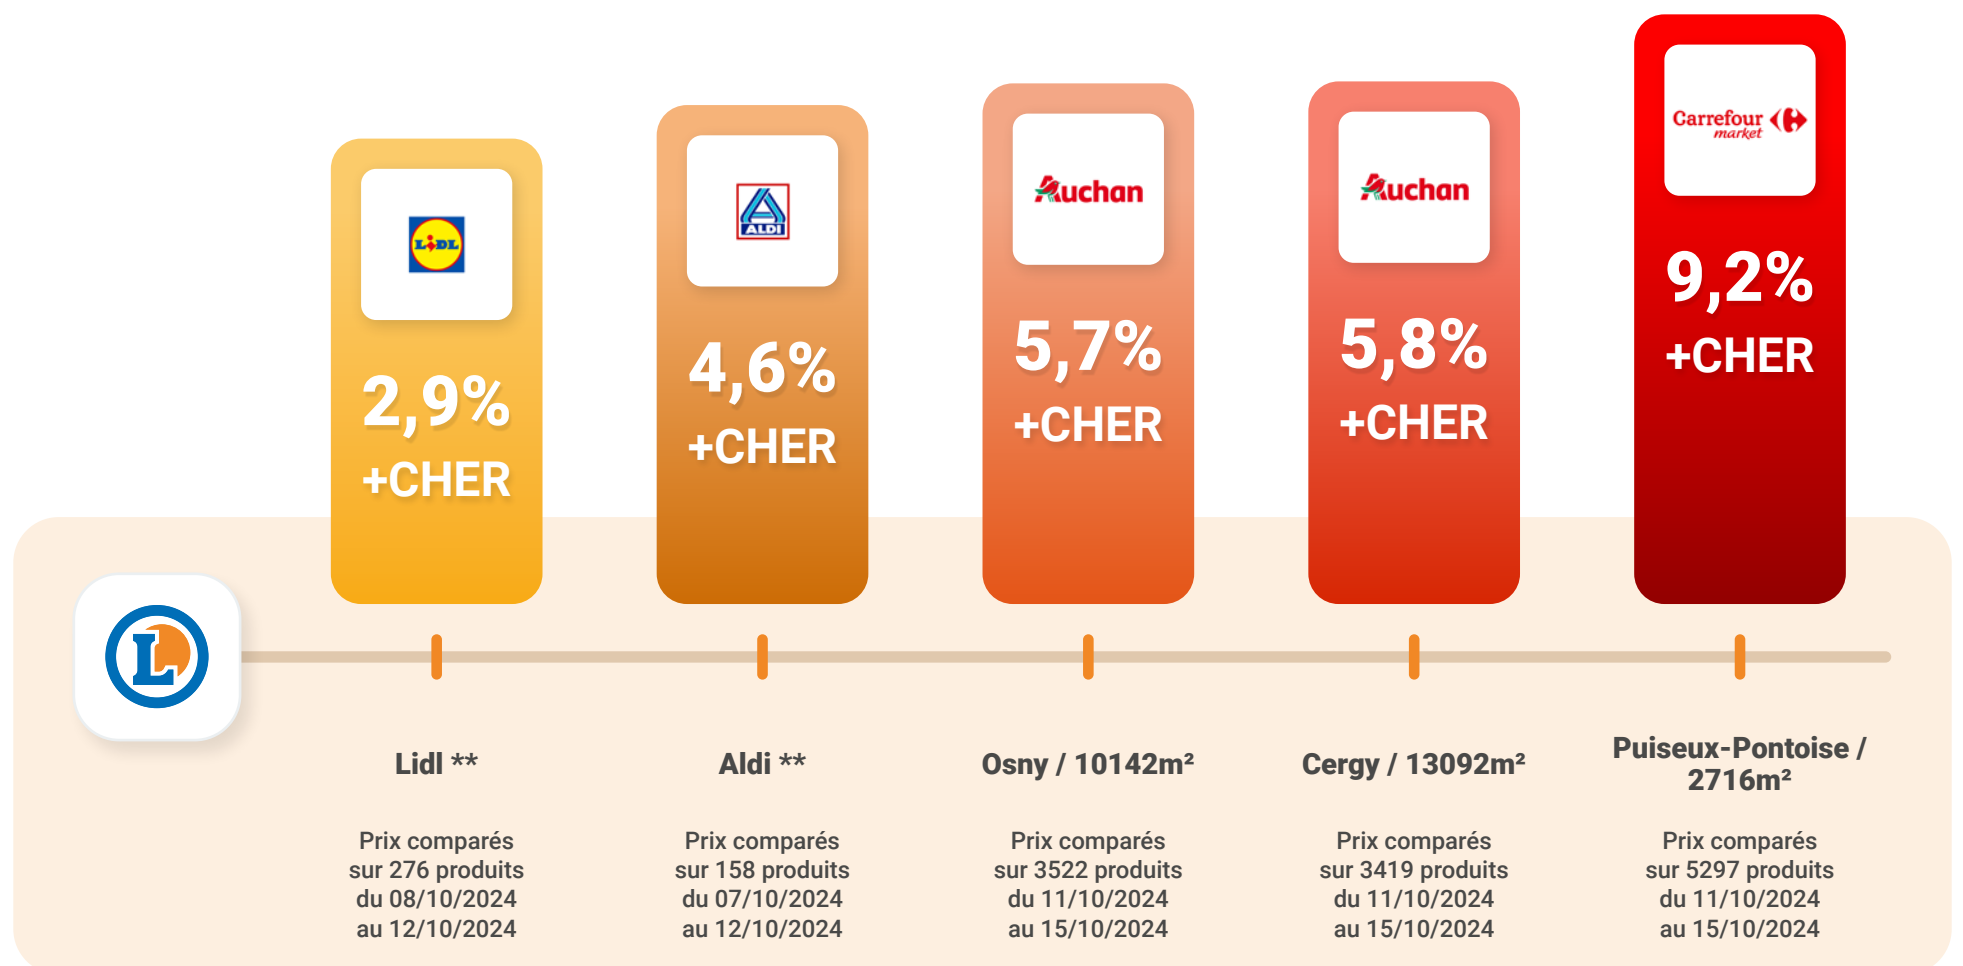 LiDL
2,9%
+CHER
ALDI
4,6%
+CHER
Auchan
5,7%
+CHER
Auchan
5,8%
+CHER
Carrefour
market
9,2%
+CHER
L
Lidl **
Prix comparés
sur 276 produits
du 08/10/2024
au 12/10/2024
Aldi **
Prix comparés
sur 158 produits
du 07/10/2024
au 12/10/2024
Osny / 10142m²
Prix comparés
sur 3522 produits
du 11/10/2024
au 15/10/2024
Cergy / 13092m²
Prix comparés
sur 3419 produits
du 11/10/2024
au 15/10/2024
Puiseux-Pontoise /
2716m²
Prix comparés
sur 5297 produits
du 11/10/2024
au 15/10/2024